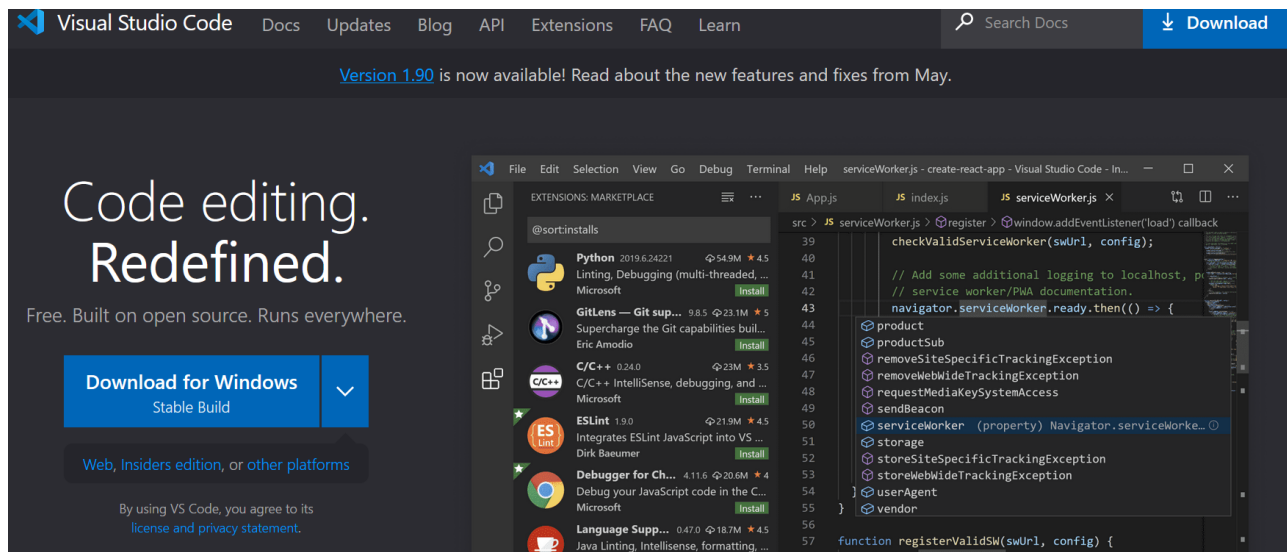 Visual Studio Code Docs Updates Blog API Extensions FAQ Learn Search Docs Download
Version 1.90 is now available! Read about the new features and fixes from May.
Code editing.
Redefined.
Free. Built on open source. Runs everywhere.
Download for Windows
Stable Build
Web, Insiders edition, or other platforms
By using VS Code, you agree to its
license and privacy statement.
File Edit Selection View Go Debug Terminal Help serviceWorker.js - create-react-app - Visual Studio Code - In...
EXTENSIONS: MARKETPLACE
@sort:installs
Python 2019.6.24221 54.9M ★ 4.5
Linting, Debugging (multi-threaded, ...
Microsoft Install
GitLens — Git sup... 9.8.5 23.1M ★ 5
Supercharge the Git capabilities buil...
Eric Amodio Install
C/C++
C/C++ 0.24.0 23M ★ 3.5
C/C++ IntelliSense, debugging, and ...
Microsoft Install
ES
Lint
ESLint 1.9.0 21.9M ★ 4.5
Integrates ESLint JavaScript into VS ...
Dirk Baeumer Install
Debugger for Ch... 4.11.6 20.6M ★ 4
Debug your JavaScript code in the C...
Microsoft Install
Language Supp... 0.47.0 18.7M ★ 4.5
Java Linting, Intellisense, formatting, ...
JS App.js JS index.js JS serviceWorker.js
src > JS serviceWorker.js > register > window.addEventListener('load') callback
39 checkValidServiceWorker(swUrl, config);
40
41 // Add some additional logging to localhost, p
42 // service worker/PWA documentation.
43 navigator.serviceWorker.ready.then(() => {
44 product
45 productSub
46 removeSiteSpecificTrackingException
47 removeWebWideTrackingException
48 requestMediaKeySystemAccess
49 sendBeacon
50 serviceWorker (property) Navigator.serviceWorke...
51 storage
52 storeSiteSpecificTrackingException
53 storeWebWideTrackingException
54 } userAgent
55 } vendor
56
57 function registerValidSW(swUrl, config) {